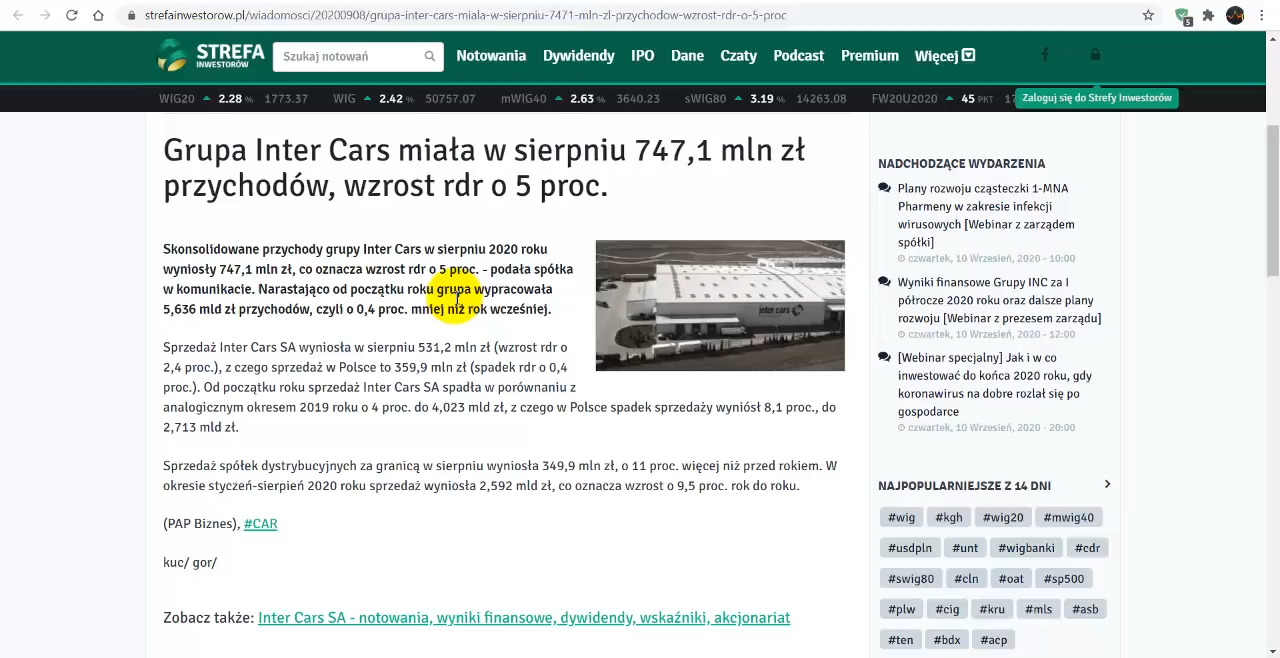 strefainwestorow.pl/wiadomosci/20200908/grupa-inter-cars-miala-w-sierpniu-7471-mln-zl-przychodow-wzrost-rdr-o-5-proc
5
STREFA
INWESTORÓW
Szukaj notowań
Notowania Dywidendy IPO Dane Czaty Podcast Premium Więcej
WIG20 2.28 % 1773.37 WIG 2.42 % 50757.07 mWIG40 2.63 % 3640.23 sWIG80 3.19 % 14263.08 FW20U2020 45 PKT
Zaloguj się do Strefy Inwestorów
Grupa Inter Cars miała w sierpniu 747,1 mln zł
przychodów, wzrost rdr o 5 proc.
Skonsolidowane przychody grupy Inter Cars w sierpniu 2020 roku
wyniosły 747,1 mln zł, co oznacza wzrost rdr o 5 proc. - podała spółka
w komunikacie. Narastająco od początku roku grupa wypracowała
5,636 mld zł przychodów, czyli o 0,4 proc. mniej niż rok wcześniej.
inter cars
Sprzedaż Inter Cars SA wyniosła w sierpniu 531,2 mln zł (wzrost rdr o
2,4 proc.), z czego sprzedaż w Polsce to 359,9 mln zł (spadek rdr o 0,4
proc.). Od początku roku sprzedaż Inter Cars SA spadła w porównaniu z
analogicznym okresem 2019 roku o 4 proc. do 4,023 mld zł, z czego w Polsce spadek sprzedaży wyniósł 8,1 proc., do
2,713 mld zł.
Sprzedaż spółek dystrybucyjnych za granicą w sierpniu wyniosła 349,9 mln zł, o 11 proc. więcej niż przed rokiem. W
okresie styczeń-sierpień 2020 roku sprzedaż wyniosła 2,592 mld zł, co oznacza wzrost o 9,5 proc. rok do roku.
(PAP Biznes), #CAR
kuc/ gor/
Zobacz także: Inter Cars SA - notowania, wyniki finansowe, dywidendy, wskaźniki, akcjonariat
NADCHODZĄCE WYDARZENIA
Plany rozwoju cząsteczki 1-MNA
Pharmeny w zakresie infekcji
wirusowych [Webinar z zarządem
spółki]
czwartek, 10 Wrzesień, 2020 - 10:00
Wyniki finansowe Grupy INC za I
półrocze 2020 roku oraz dalsze plany
rozwoju [Webinar z prezesem zarządu]
czwartek, 10 Wrzesień, 2020 - 12:00
[Webinar specjalny] Jak i w co
inwestować do końca 2020 roku, gdy
koronawirus na dobre rozlał się po
gospodarce
czwartek, 10 Wrzesień, 2020 - 20:00
NAJPOPULARNIEJSZE Z 14 DNI
#wig #kgh #wig20 #mwig40
#usdpln #unt #wigbanki #cdr
#swig80 #cln #oat #sp500
#plw #cig #kru #mls #asb
#ten #bdx #acp